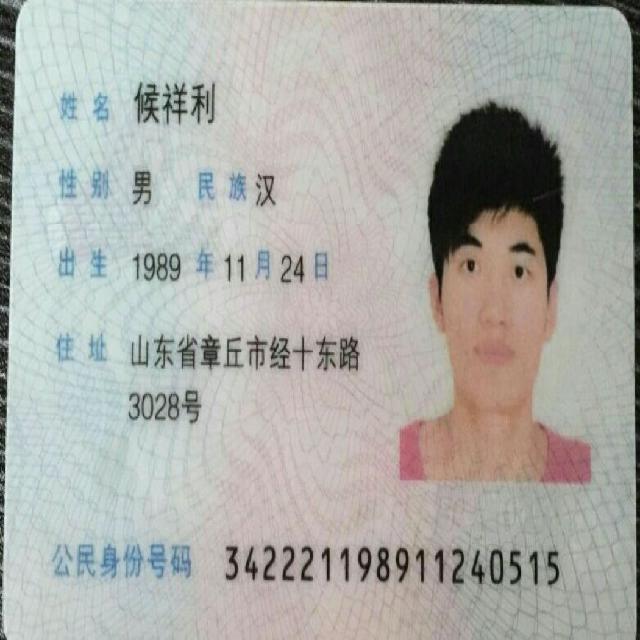 姓名 候祥利
性别 男 民族 汉
出生 1989 年 11 月 24 日
住址 山东省章丘市经十东路
3028号
公民身份号码 342221198911240515